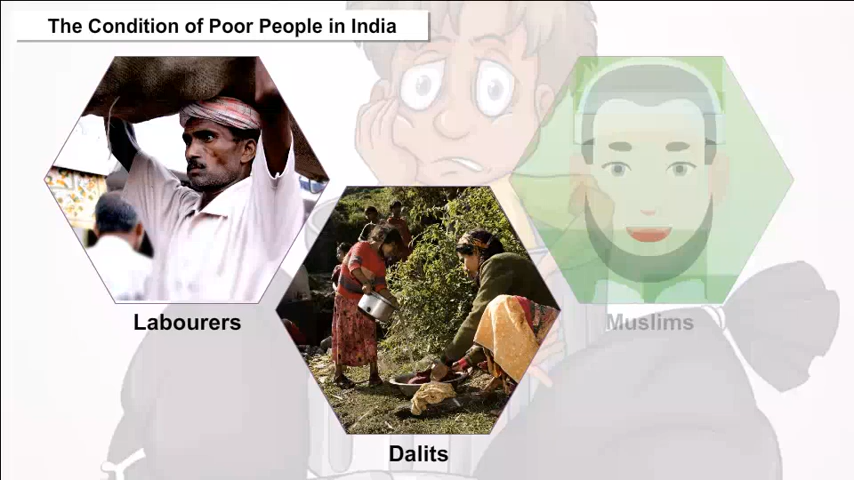 The Condition of Poor People in India
Labourers
Muslims
Dalits